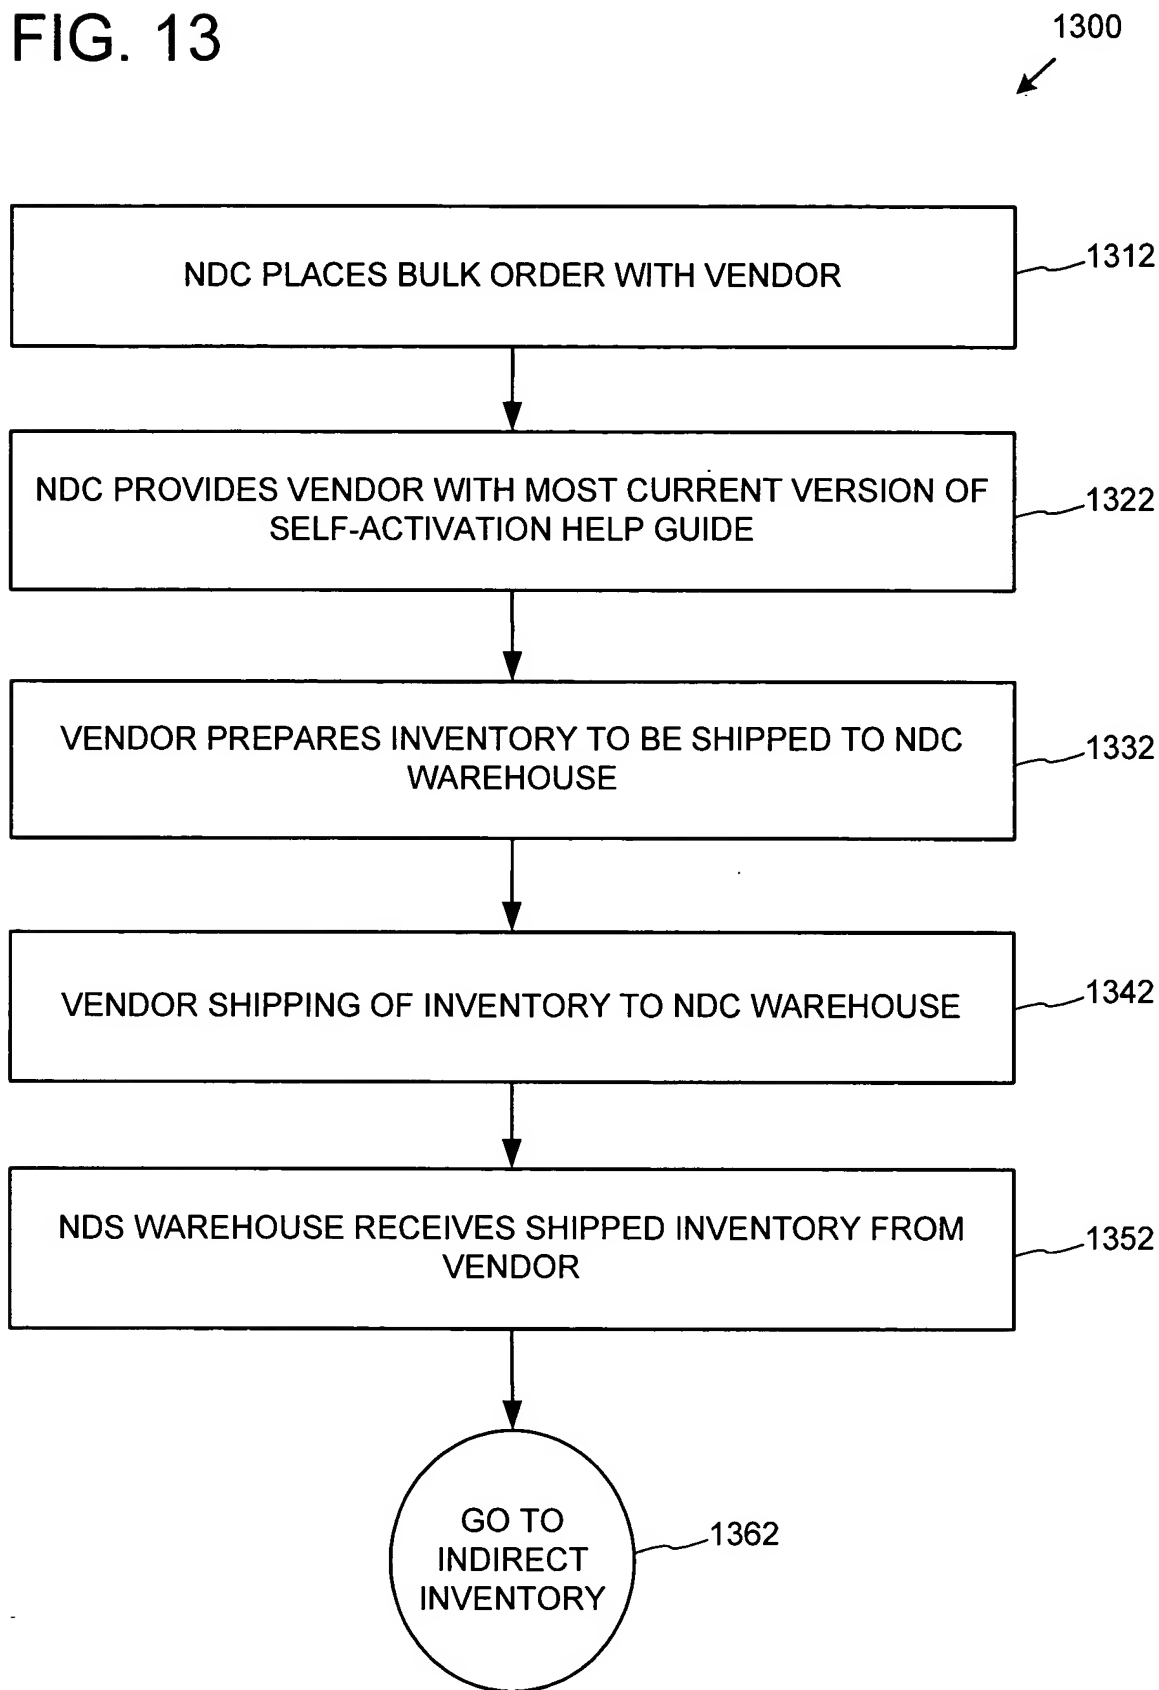 FIG. 13
1300
NDC PLACES BULK ORDER WITH VENDOR
1312
NDC PROVIDES VENDOR WITH MOST CURRENT VERSION OF
SELF-ACTIVATION HELP GUIDE
1322
VENDOR PREPARES INVENTORY TO BE SHIPPED TO NDC
WAREHOUSE
1332
VENDOR SHIPPING OF INVENTORY TO NDC WAREHOUSE
1342
NDS WAREHOUSE RECEIVES SHIPPED INVENTORY FROM
VENDOR
1352
GO TO
INDIRECT
INVENTORY
1362